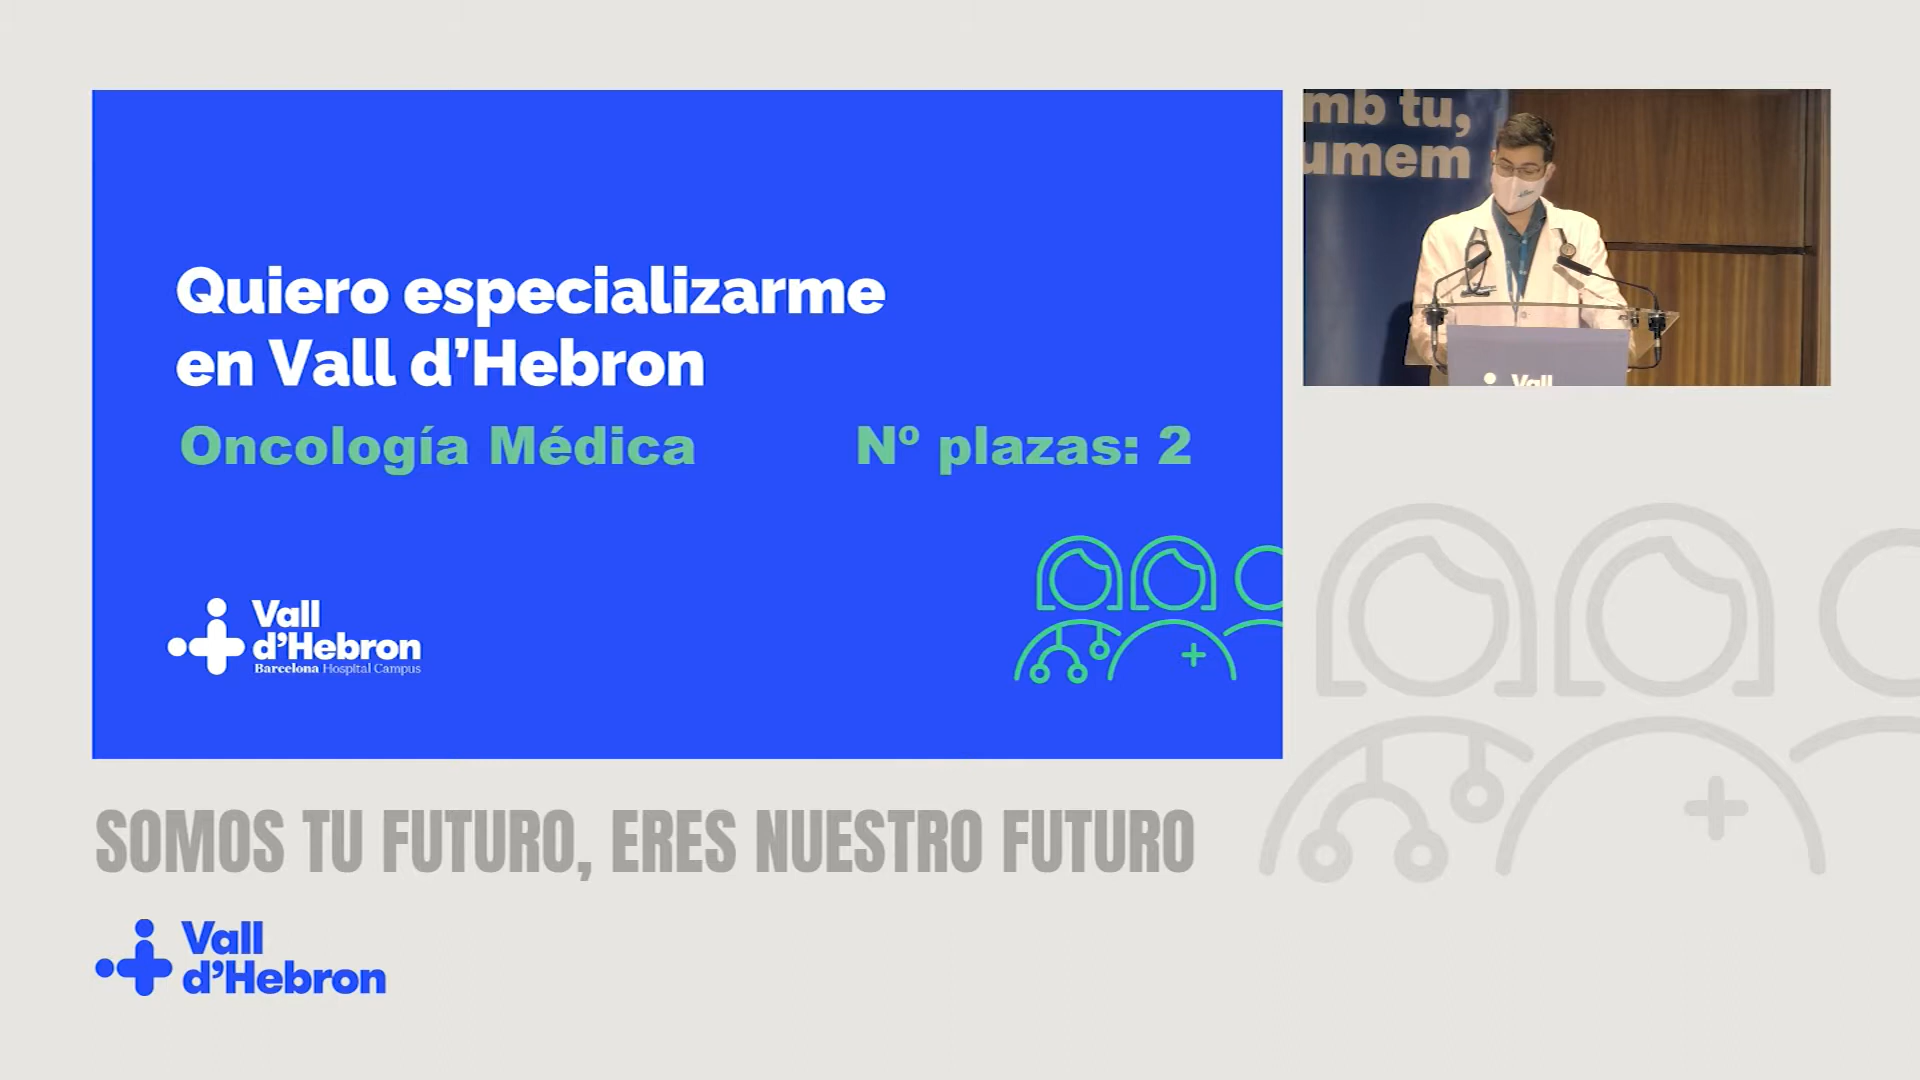 Quiero especializarme
en Vall d’Hebron
Oncología Médica
Nº plazas: 2
Vall
d’Hebron
Barcelona Hospital Campus
mb tu,
umem
Vall
SOMOS TU FUTURO, ERES NUESTRO FUTURO
Vall
d’Hebron